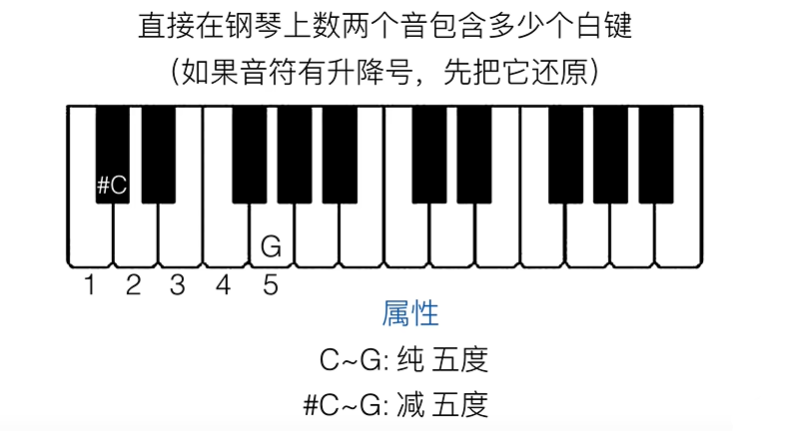 直接在钢琴上数两个音包含多少个白键
（如果音符有升降号，先把它还原）
#C
G
1 2 3 4 5
属性
C~G: 纯 五度
#C~G: 减 五度